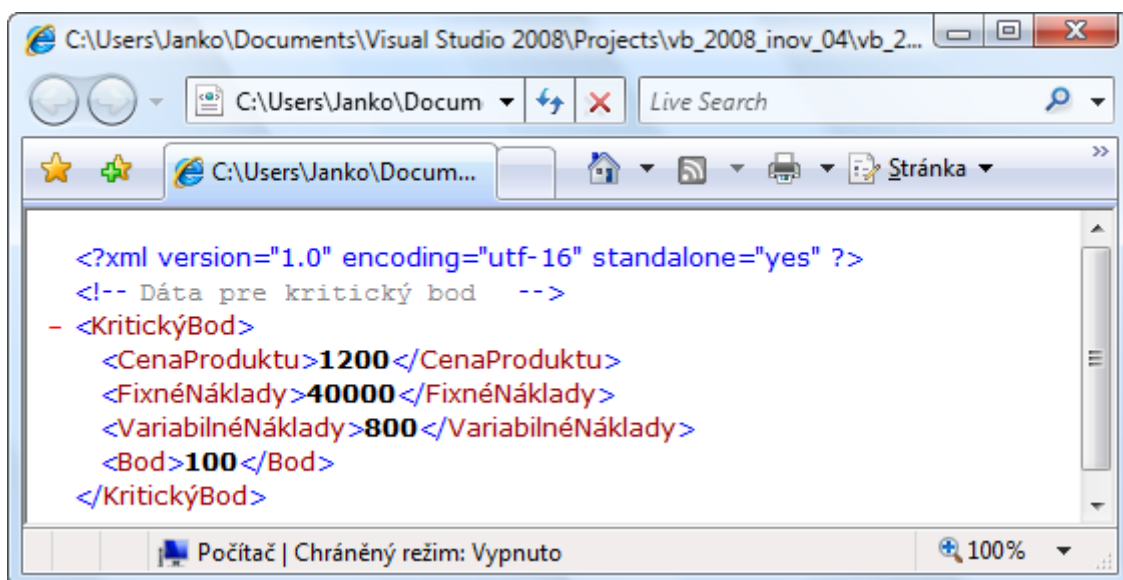 C:\Users\Janko\Documents\Visual Studio 2008\Projects\vb_2008_inov_04\vb_2...
C:\Users\Janko\Docum
Live Search
C:\Users\Janko\Docum...
Stránka
<?xml version="1.0" encoding="utf-16" standalone="yes" ?>
<!-- Dáta pre kritický bod -->
- <KritickýBod>
<CenaProduktu>1200</CenaProduktu>
<FixnéNáklady>40000</FixnéNáklady>
<VariabilnéNáklady>800</VariabilnéNáklady>
<Bod>100</Bod>
</KritickýBod>
Počítač | Chráněný režim: Vypnuto
100%